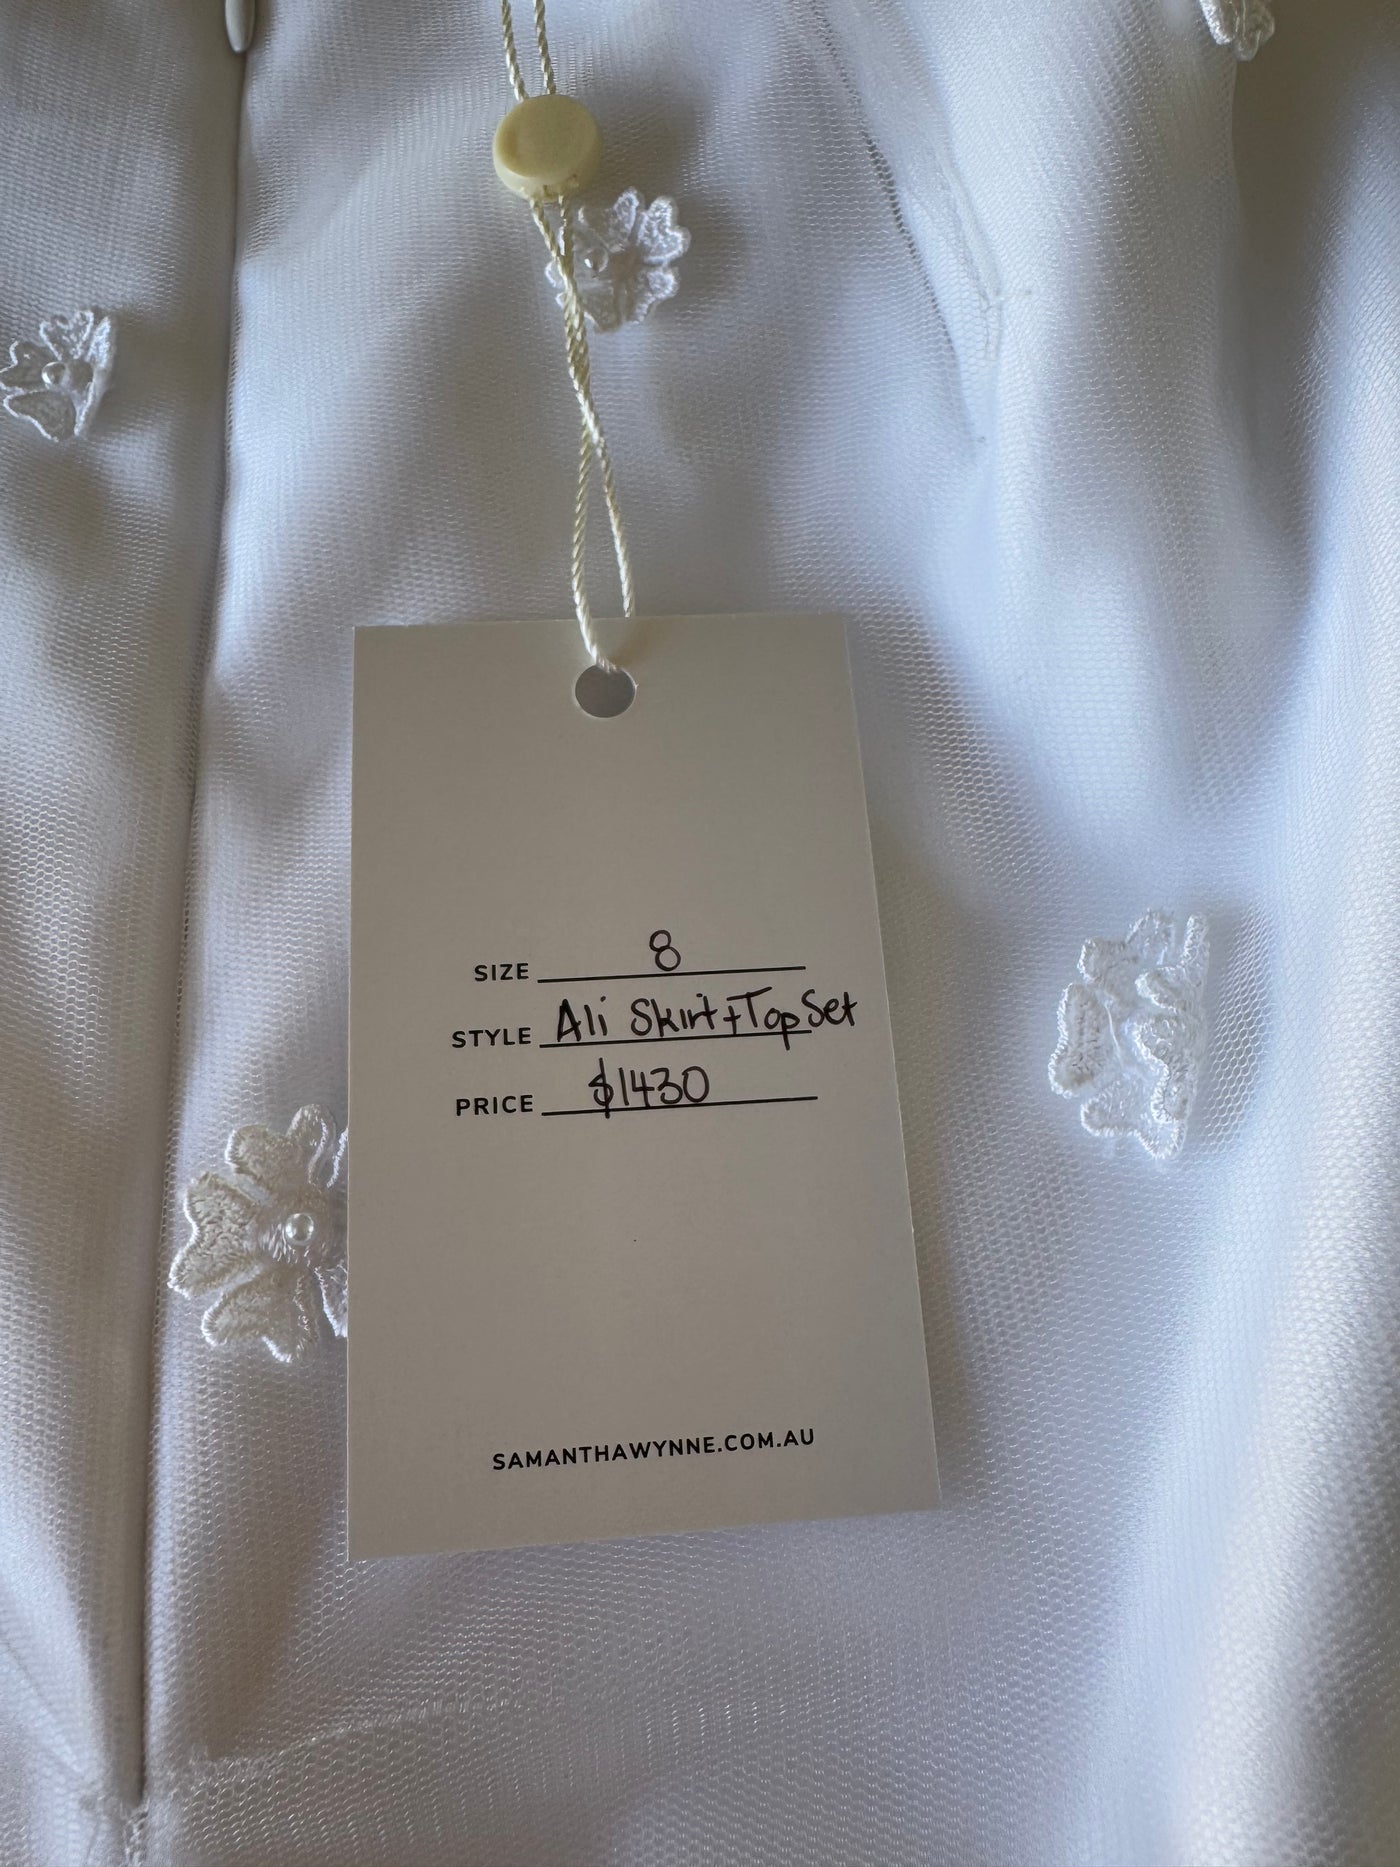 SIZE 8
STYLE Ali Skirt + Top Set
PRICE $1430
SAMANTHAWYNNE.COM.AU